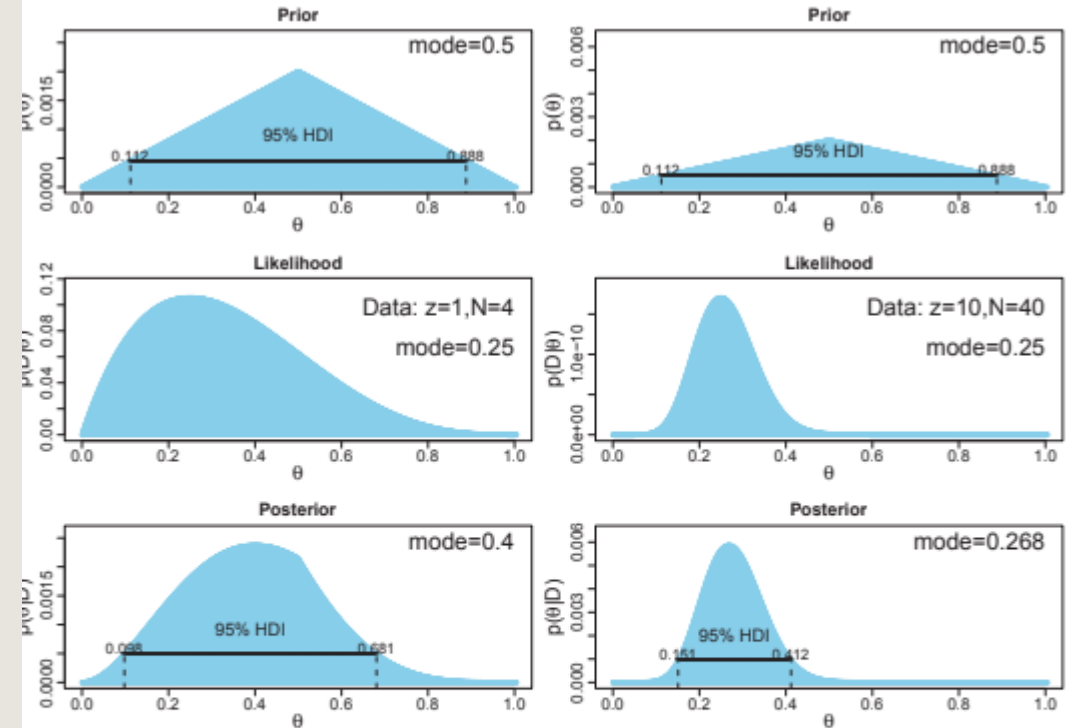 Prior
mode=0.5
p(θ)
0.0000 0.0015
95% HDI
0.112 0.888
0.0 0.2 0.4 0.6 0.8 1.0
θ
Prior
mode=0.5
p(θ)
0.000 0.003 0.006
95% HDI
0.112 0.888
0.0 0.2 0.4 0.6 0.8 1.0
θ
Likelihood
Data: z=1,N=4
mode=0.25
p(D|θ)
0.00 0.04 0.08 0.12
0.0 0.2 0.4 0.6 0.8 1.0
θ
Likelihood
Data: z=10,N=40
mode=0.25
p(D|θ)
0.0e+00 1.0e-10
0.0 0.2 0.4 0.6 0.8 1.0
θ
Posterior
mode=0.4
p(θ|D)
0.0000 0.0015
95% HDI
0.098 0.681
0.0 0.2 0.4 0.6 0.8 1.0
θ
Posterior
mode=0.268
p(θ|D)
0.000 0.003 0.006
95% HDI
0.151 0.412
0.0 0.2 0.4 0.6 0.8 1.0
θ